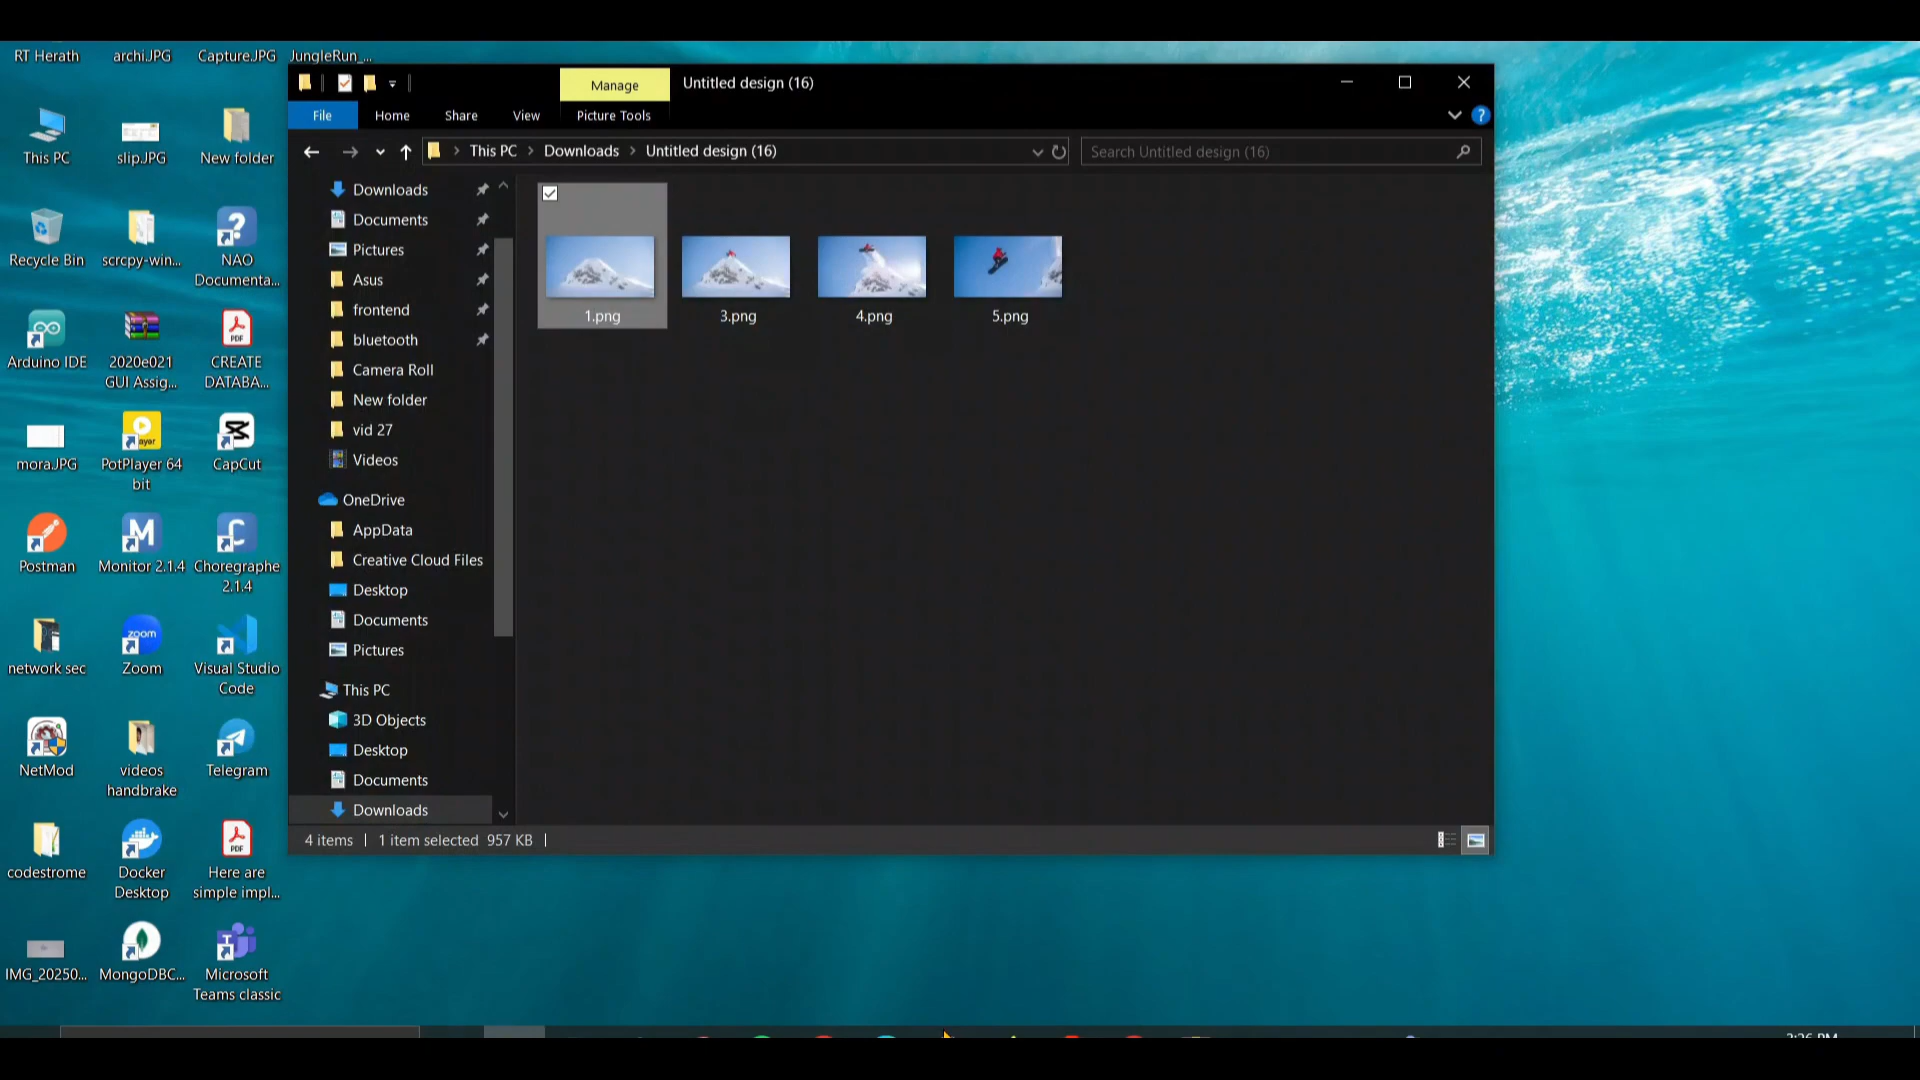 RT Herath
archi.JPG
Capture.JPG
JungleRun_...
This PC
slip.JPG
New folder
Recycle Bin
scrcpy-win...
NAO
Documenta...
Arduino IDE
2020e021
GUI Assig...
CREATE
DATABA...
mora.JPG
PotPlayer 64
bit
CapCut
Postman
Monitor 2.1.4
Choregraphe
2.1.4
network sec
Zoom
Visual Studio
Code
NetMod
videos
handbrake
Telegram
codestrome
Docker
Desktop
Here are
simple impl...
IMG_20250...
MongoDBC...
Microsoft
Teams classic
Manage
Untitled design (16)
File
Home
Share
View
Picture Tools
This PC
Downloads
Untitled design (16)
Search Untitled design (16)
Downloads
Documents
Pictures
Asus
frontend
bluetooth
Camera Roll
New folder
vid 27
Videos
OneDrive
AppData
Creative Cloud Files
Desktop
Documents
Pictures
This PC
3D Objects
Desktop
Documents
Downloads
1.png
3.png
4.png
5.png
4 items
1 item selected 957 KB